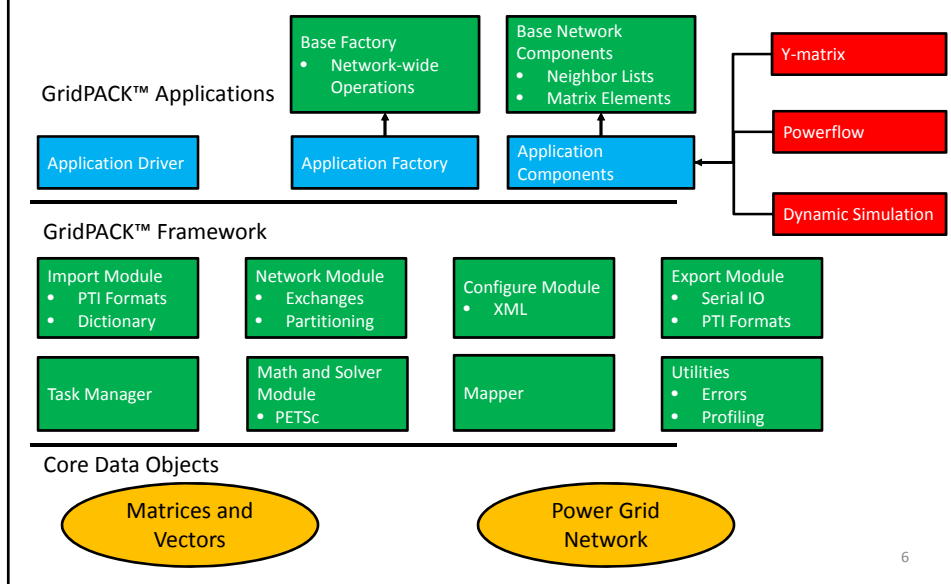 Base Factory
• Network-wide
Operations
Base Network
Components
• Neighbor Lists
• Matrix Elements
Y-matrix
GridPACK™ Applications
Powerflow
Application Driver
Application Factory
Application
Components
Dynamic Simulation
GridPACK™ Framework
Import Module
• PTI Formats
• Dictionary
Network Module
• Exchanges
• Partitioning
Configure Module
• XML
Export Module
• Serial IO
• PTI Formats
Task Manager
Math and Solver
Module
• PETSc
Mapper
Utilities
• Errors
• Profiling
Core Data Objects
Matrices and
Vectors
Power Grid
Network
6